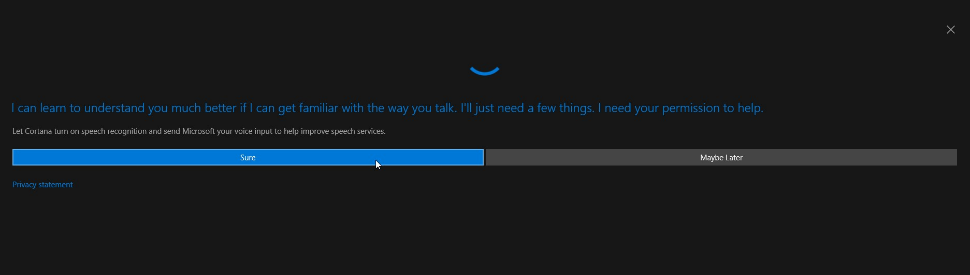 I can learn to understand you much better if I can get familiar with the way you talk. I'll just need a few things. I need your permission to help.
Let Cortana turn on speech recognition and send Microsoft your voice input to help improve speech services.
Sure
Maybe Later
Privacy statement